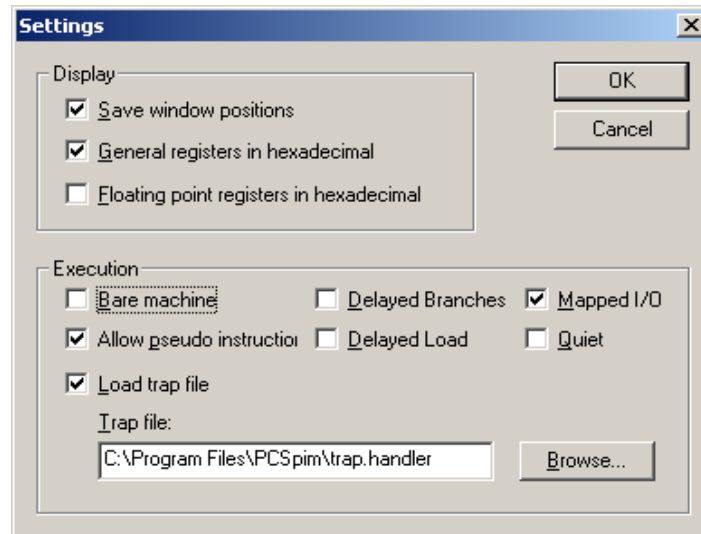 Settings
Display
OK
Save window positions
Cancel
General registers in hexadecimal
Floating point registers in hexadecimal
Execution
Bare machine Delayed Branches Mapped I/O
Allow pseudo instruction Delayed Load Quiet
Load trap file
Trap file:
C:\Program Files\PCSpim\trap.handler Browse...